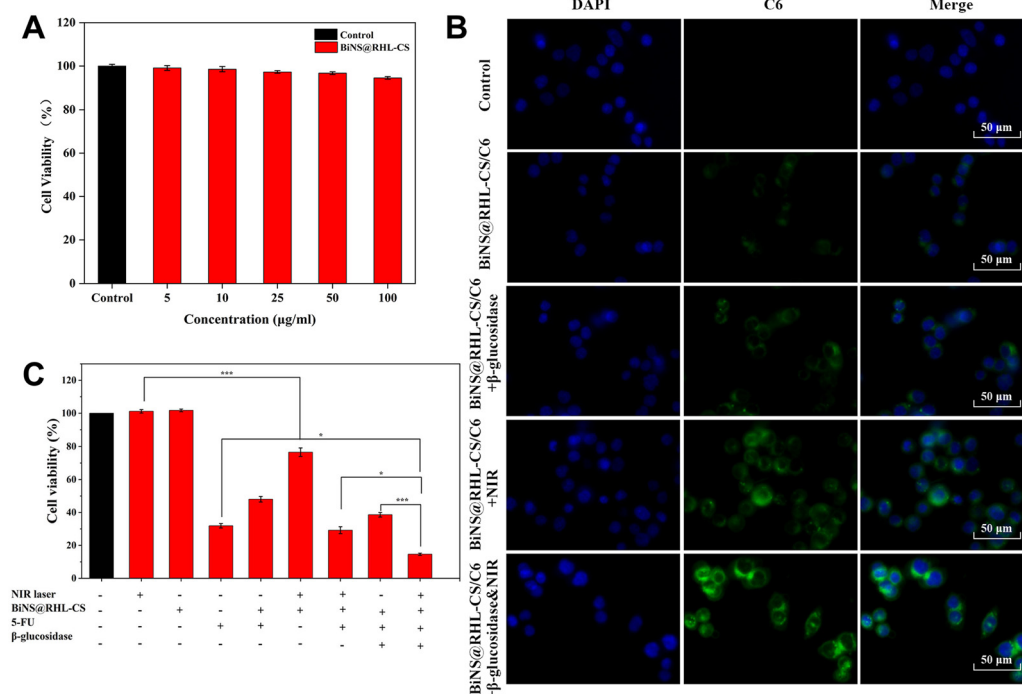 A
120
100
80
60
40
20
0
Cell Viability (%)
Control
BiNS@RHL-CS
Control 5 10 25 50 100
Concentration (µg/ml)
B
DAPI C6 Merge
Control
50 µm
BiNS@RHL-CS/C6
50 µm
BiNS@RHL-CS/C6
+β-glucosidase
50 µm
BiNS@RHL-CS/C6
+NIR
50 µm
BiNS@RHL-CS/C6
-β-glucosidase&NIR
50 µm
C
120
100
80
60
40
20
0
Cell viability (%)
***
*
*
***
NIR laser - + - - - + + - +
BiNS@RHL-CS - - + - + + + + +
5-FU - - - + + - + + +
β-glucosidase - - - - - - - + +